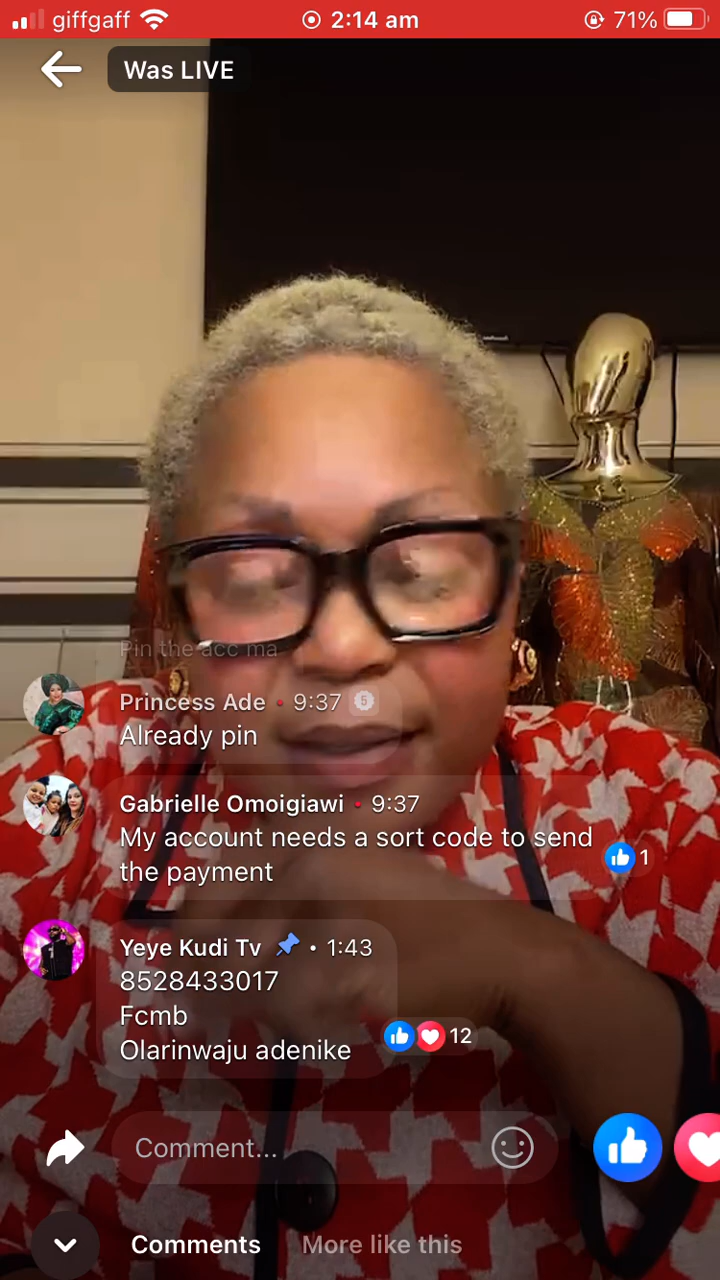 giffgaff
2:14 am
71%
Was LIVE
Pin the acc ma
Princess Ade • 9:37 5
Already pin
Gabrielle Omoigiawi • 9:37
My account needs a sort code to send
the payment
1
Yeye Kudi Tv • 1:43
8528433017
Fcmb
Olarinwaju adenike
12
Comment...
Comments
More like this